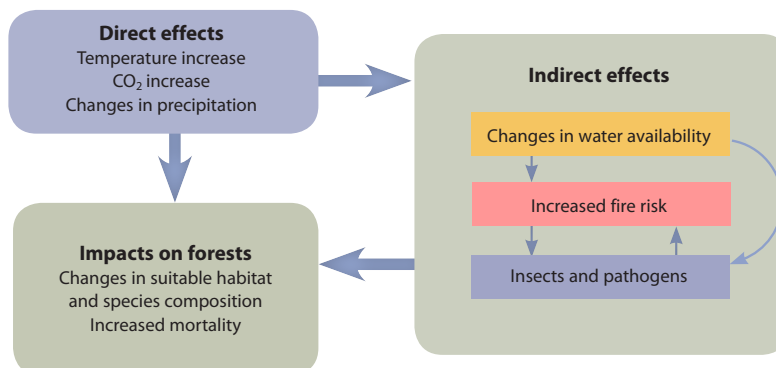 Direct effects
Temperature increase
CO₂ increase
Changes in precipitation
Indirect effects
Changes in water availability
Increased fire risk
Insects and pathogens
Impacts on forests
Changes in suitable habitat
and species composition
Increased mortality